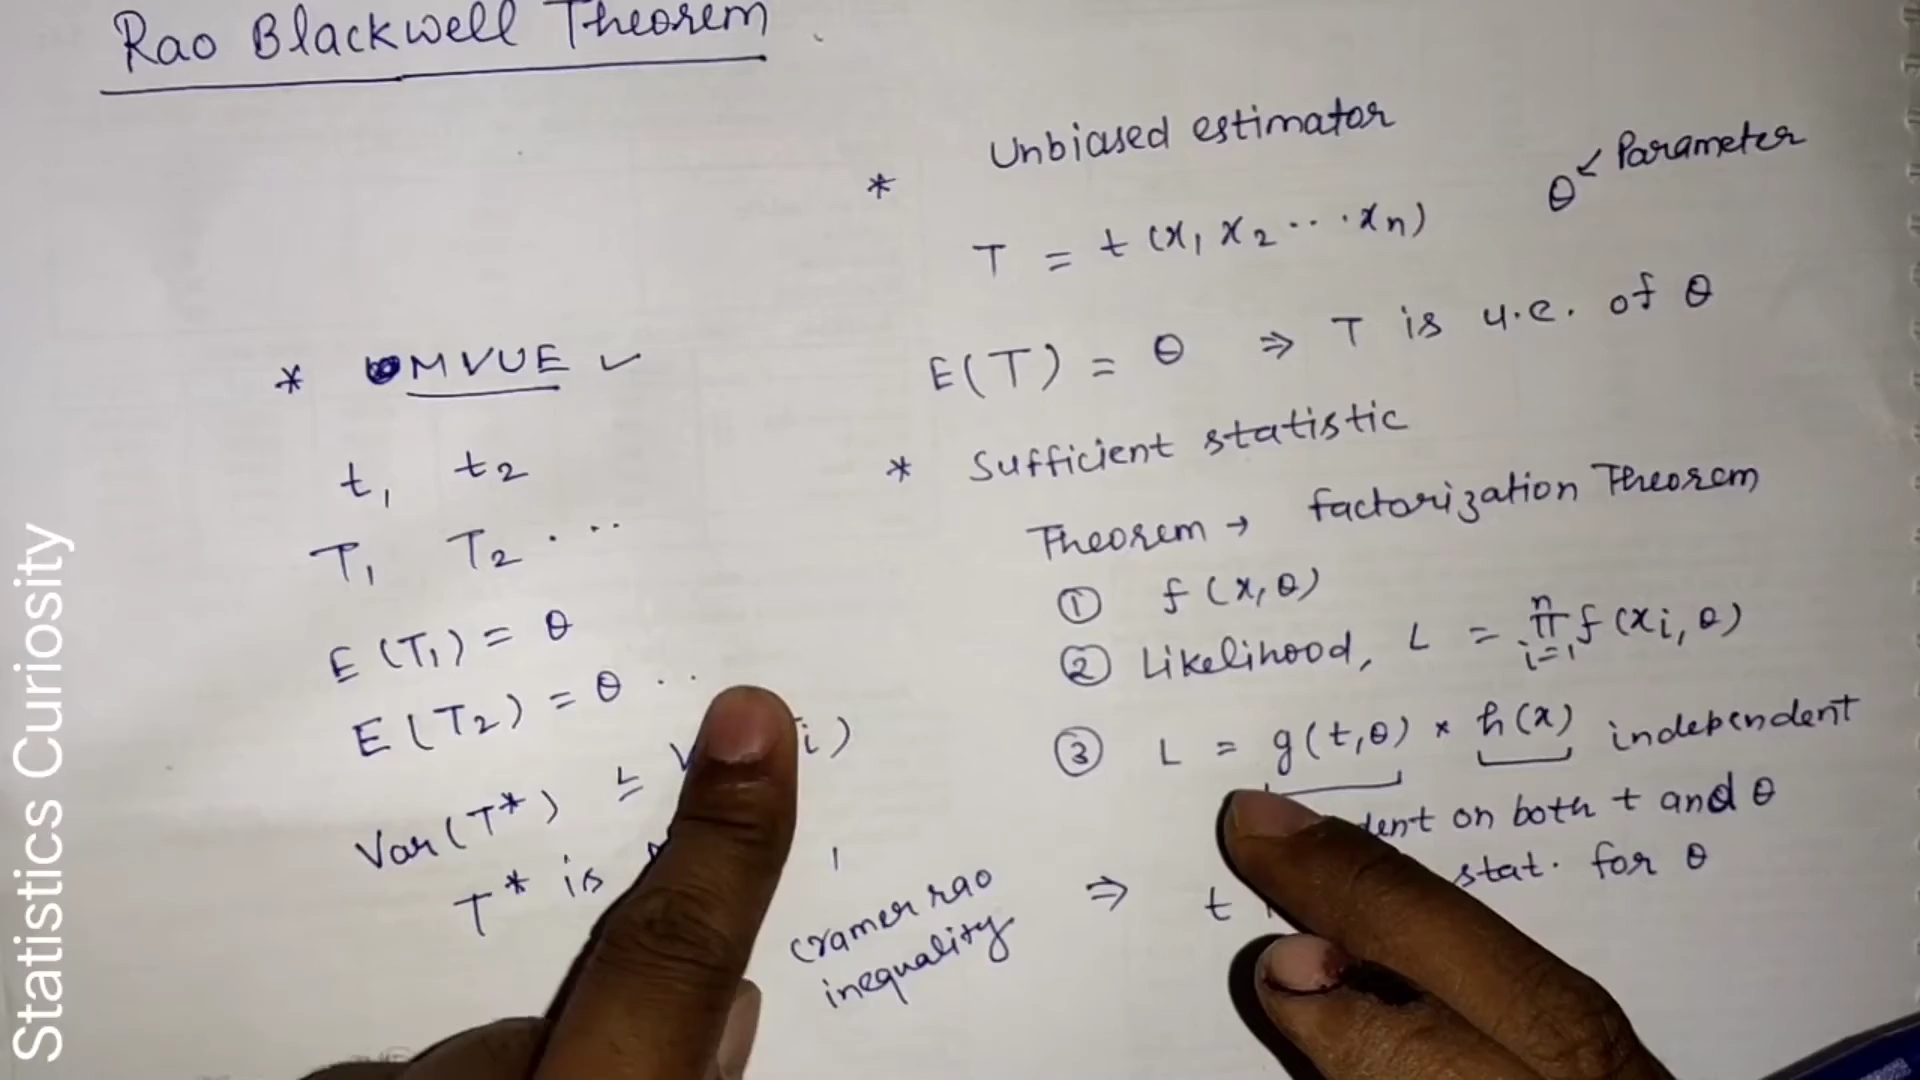 Rao Blackwell Theorem
* MVUE ✓
t₁ t₂
T₁ T₂ . ..
E(T₁) = θ
E(T₂) = θ ..
Var(T*) ≤ i)
T* is
cramer rao
inequality
* Unbiased estimator
θ ↙ Parameter
T = t(x₁ x₂ ... xn)
E(T) = θ ⇒ T is u.e. of θ
* Sufficient statistic
Theorem → factorization Theorem
① f(x,θ)
② Likelihood, L = n π i=1 f(xi,θ)
③ L = g(t,θ) * h(x) independent
on both t and θ
⇒ t stat. for θ
Statistics Curiosity